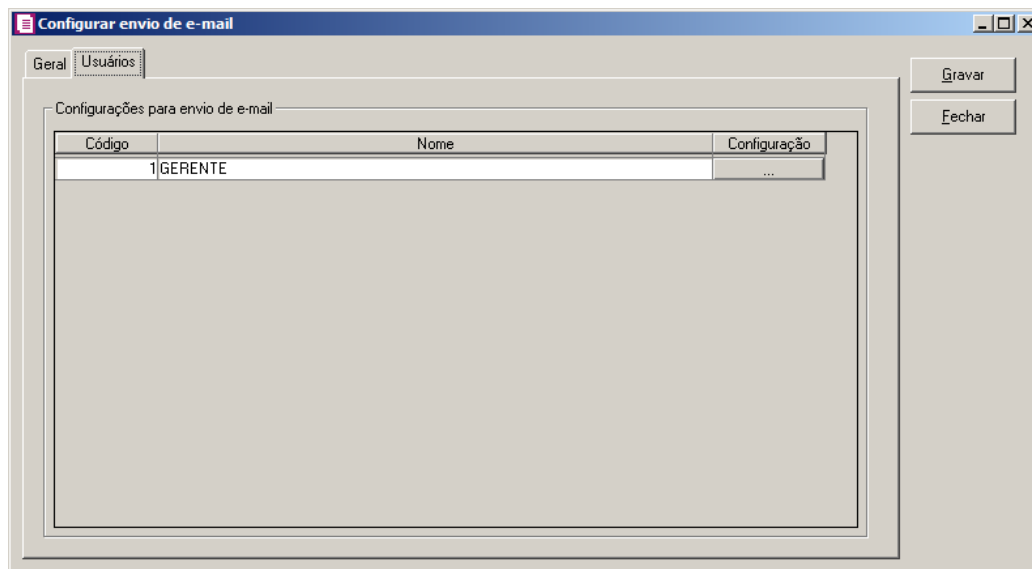 Configurar envio de e-mail
Geral Usuários
Gravar
Fechar
Configurações para envio de e-mail
Código Nome Configuração
1 GERENTE ...